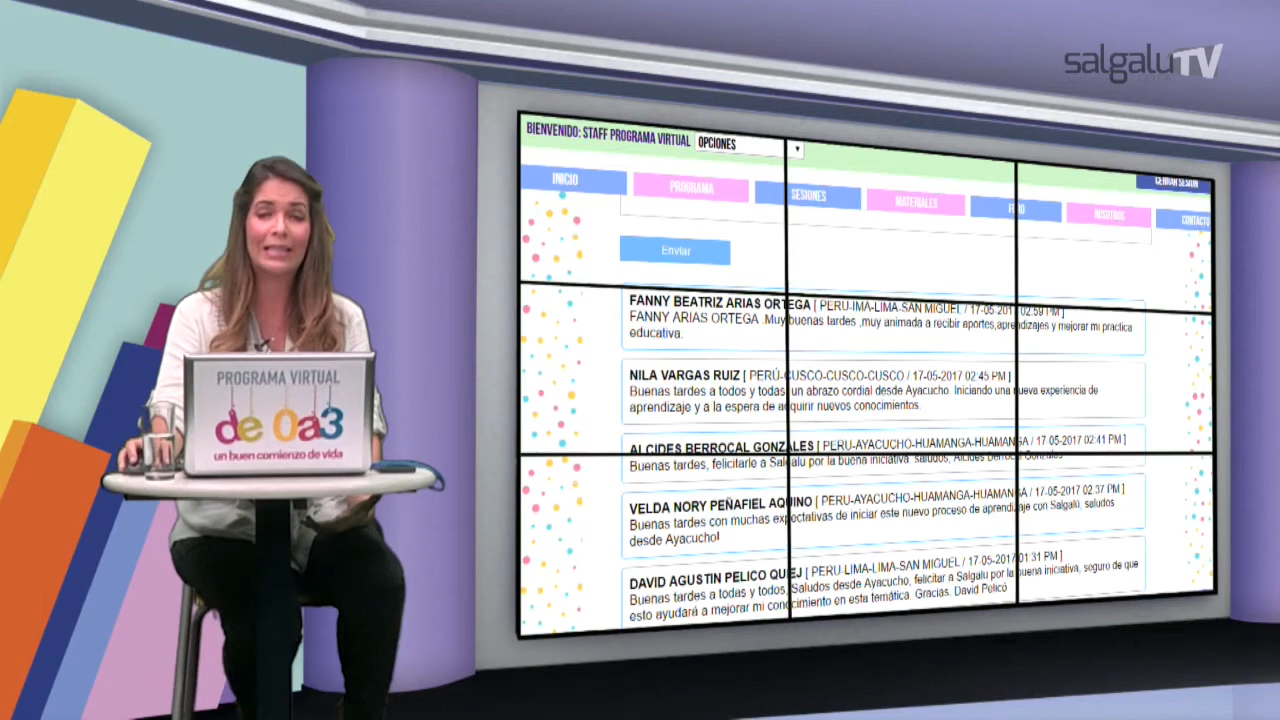 salgaluTV
BIENVENIDO: STAFF PROGRAMA VIRTUAL OPCIONES
CERRAR SESIÓN
INICIO PROGRAMA SESIONES MATERIALES FORO NOSOTROS CONTACTO
Enviar
FANNY BEATRIZ ARIAS ORTEGA [ PERU-IMA-LIMA-SAN MIGUEL / 17-05-2017 02:59 PM ]
FANNY ARIAS ORTEGA .Muy buenas tardes ,muy animada a recibir aportes,aprendizajes y mejorar mi practica
educativa.
NILA VARGAS RUIZ [ PERÚ-CUSCO-CUSCO-CUSCO / 17-05-2017 02:45 PM ]
Buenas tardes a todos y todas, un abrazo cordial desde Ayacucho. Iniciando una nueva experiencia de
aprendizaje y a la espera de adquirir nuevos conocimientos.
ALCIDES BERROCAL GONZALES [ PERU-AYACUCHO-HUAMANGA-HUAMANGA / 17-05-2017 02:41 PM ]
Buenas tardes, felicitarle a Salgalu por la buena iniciativa. saludos, Alcides Berrocal Gonzales
VELDA NORY PEÑAFIEL AQUINO [ PERU-AYACUCHO-HUAMANGA-HUAMANGA / 17-05-2017 02:37 PM ]
Buenas tardes con muchas expectativas de iniciar este nuevo proceso de aprendizaje con Salgalú, saludos
desde Ayacucho!
DAVID AGUSTIN PELICO QUEJ [ PERU-LIMA-LIMA-SAN MIGUEL / 17-05-2017 01:31 PM ]
Buenas tardes a todas y todos, Saludos desde Ayacucho, felicitar a Salgalu por la buena iniciativa, seguro de que
esto ayudará a mejorar mi conocimiento en esta temática. Gracias. David Pelicó
PROGRAMA VIRTUAL
de 0a3
un buen comienzo de vida